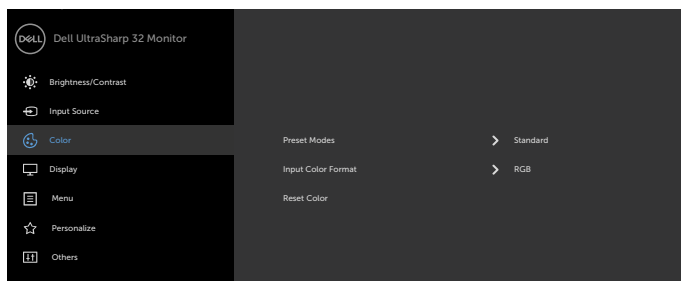 DELL Dell UltraSharp 32 Monitor
Brightness/Contrast
Input Source
Color Preset Modes Standard
Display Input Color Format RGB
Menu Reset Color
Personalize
Others